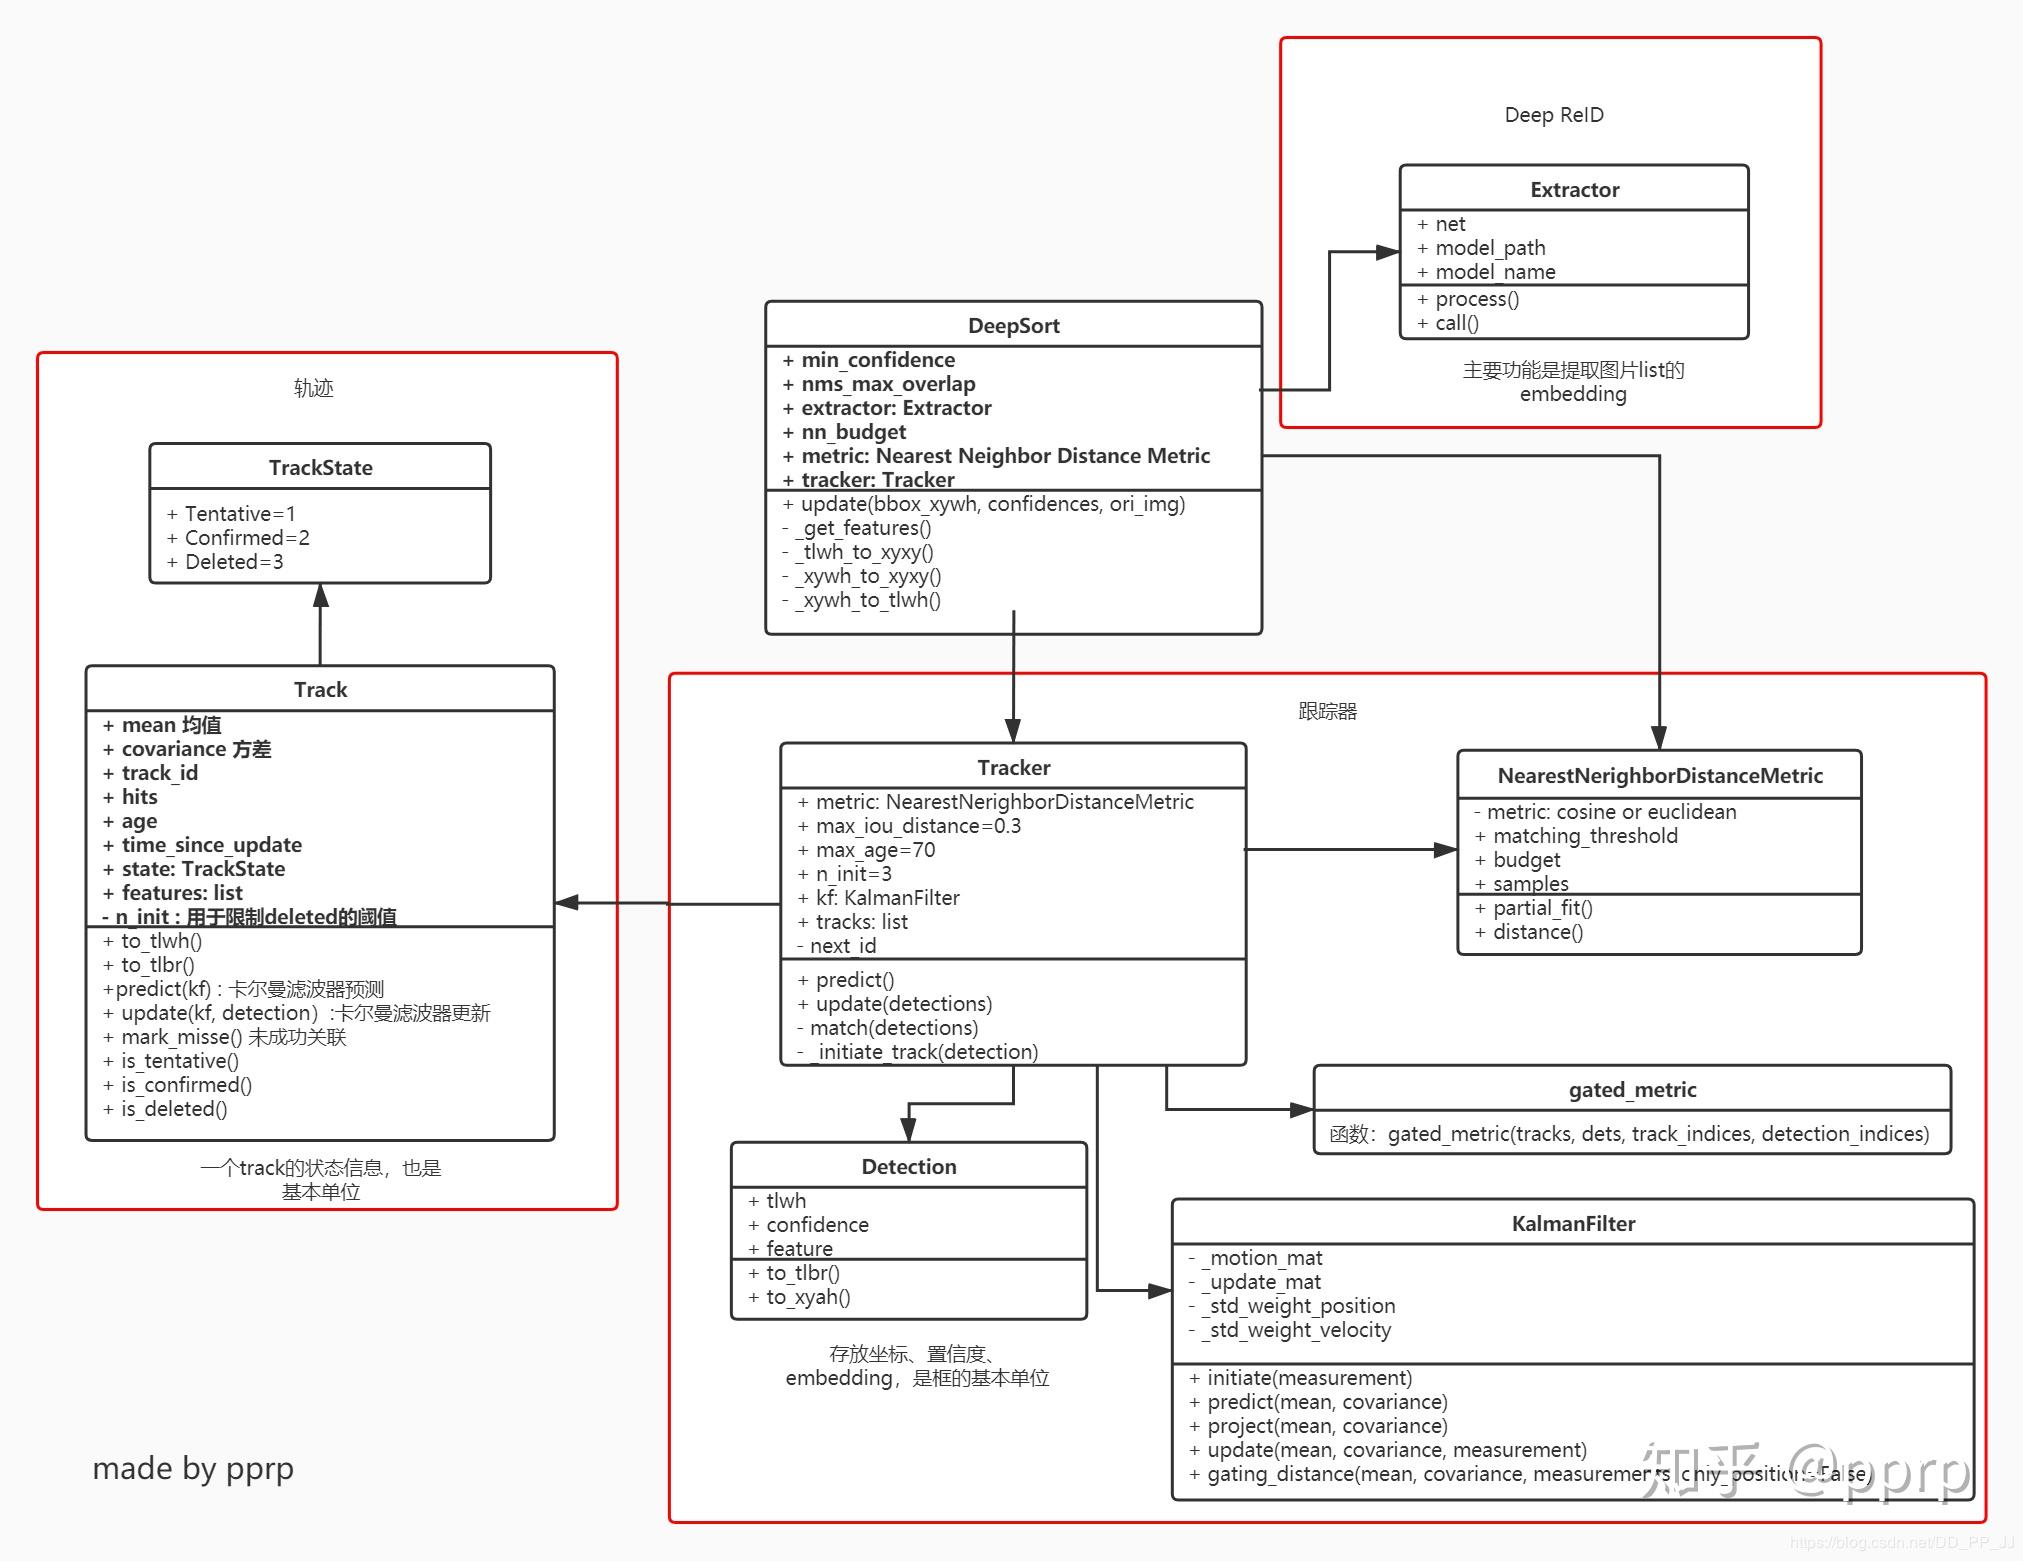 Deep ReID
Extractor
+ net
+ model_path
+ model_name
+ process()
+ call()
主要功能是提取图片list的
embedding
DeepSort
+ min_confidence
+ nms_max_overlap
+ extractor: Extractor
+ nn_budget
+ metric: Nearest Neighbor Distance Metric
+ tracker: Tracker
+ update(bbox_xywh, confidences, ori_img)
- _get_features()
- _tlwh_to_xyxy()
- _xywh_to_xyxy()
- _xywh_to_tlwh()
轨迹
TrackState
+ Tentative=1
+ Confirmed=2
+ Deleted=3
Track
+ mean 均值
+ covariance 方差
+ track_id
+ hits
+ age
+ time_since_update
+ state: TrackState
+ features: list
- n_init : 用于限制deleted的阈值
+ to_tlwh()
+ to_tlbr()
+predict(kf) : 卡尔曼滤波器预测
+ update(kf, detection）:卡尔曼滤波器更新
+ mark_misse() 未成功关联
+ is_tentative()
+ is_confirmed()
+ is_deleted()
一个track的状态信息，也是
基本单位
跟踪器
Tracker
+ metric: NearestNerighborDistanceMetric
+ max_iou_distance=0.3
+ max_age=70
+ n_init=3
+ kf: KalmanFilter
+ tracks: list
- next_id
+ predict()
+ update(detections)
- match(detections)
- _initiate_track(detection)
NearestNerighborDistanceMetric
- metric: cosine or euclidean
+ matching_threshold
+ budget
+ samples
+ partial_fit()
+ distance()
gated_metric
函数：gated_metric(tracks, dets, track_indices, detection_indices)
Detection
+ tlwh
+ confidence
+ feature
+ to_tlbr()
+ to_xyah()
存放坐标、置信度、
embedding，是框的基本单位
KalmanFilter
- _motion_mat
- _update_mat
- _std_weight_position
- _std_weight_velocity
+ initiate(measurement)
+ predict(mean, covariance)
+ project(mean, covariance)
+ update(mean, covariance, measurement)
+ gating_distance(mean, covariance, measurements, only_position=False)
made by pprp
知乎 @pprp
https://blog.csdn.net/DD_PP_JJ